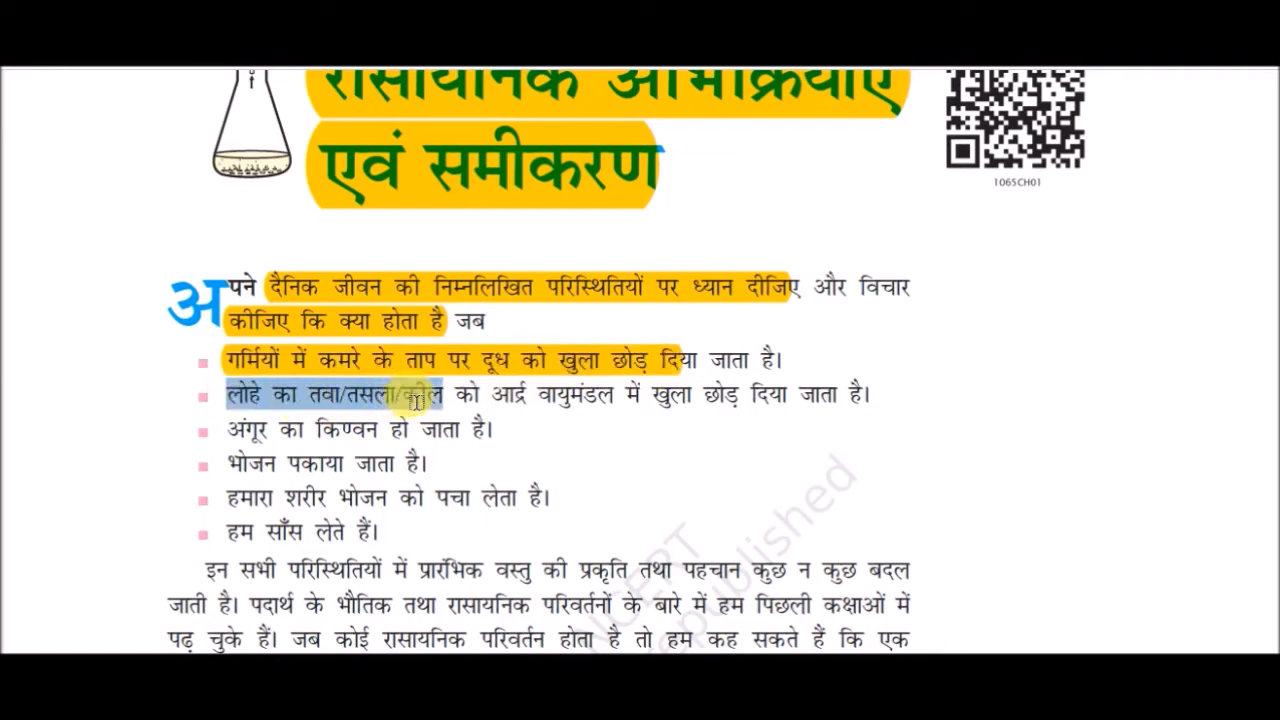 रासायनिक अभिक्रियाएँ
एवं समीकरण
1065CH01
अपने दैनिक जीवन की निम्नलिखित परिस्थितियों पर ध्यान दीजिए और विचार
कीजिए कि क्या होता है जब
गर्मियों में कमरे के ताप पर दूध को खुला छोड़ दिया जाता है।
लोहे का तवा/तसला/कील को आर्द्र वायुमंडल में खुला छोड़ दिया जाता है।
अंगूर का किण्वन हो जाता है।
भोजन पकाया जाता है।
हमारा शरीर भोजन को पचा लेता है।
हम साँस लेते हैं।
इन सभी परिस्थितियों में प्रारंभिक वस्तु की प्रकृति तथा पहचान कुछ न कुछ बदल
जाती है। पदार्थ के भौतिक तथा रासायनिक परिवर्तनों के बारे में हम पिछली कक्षाओं में
पढ़ चुके हैं। जब कोई रासायनिक परिवर्तन होता है तो हम कह सकते हैं कि एक
NCERT
republished